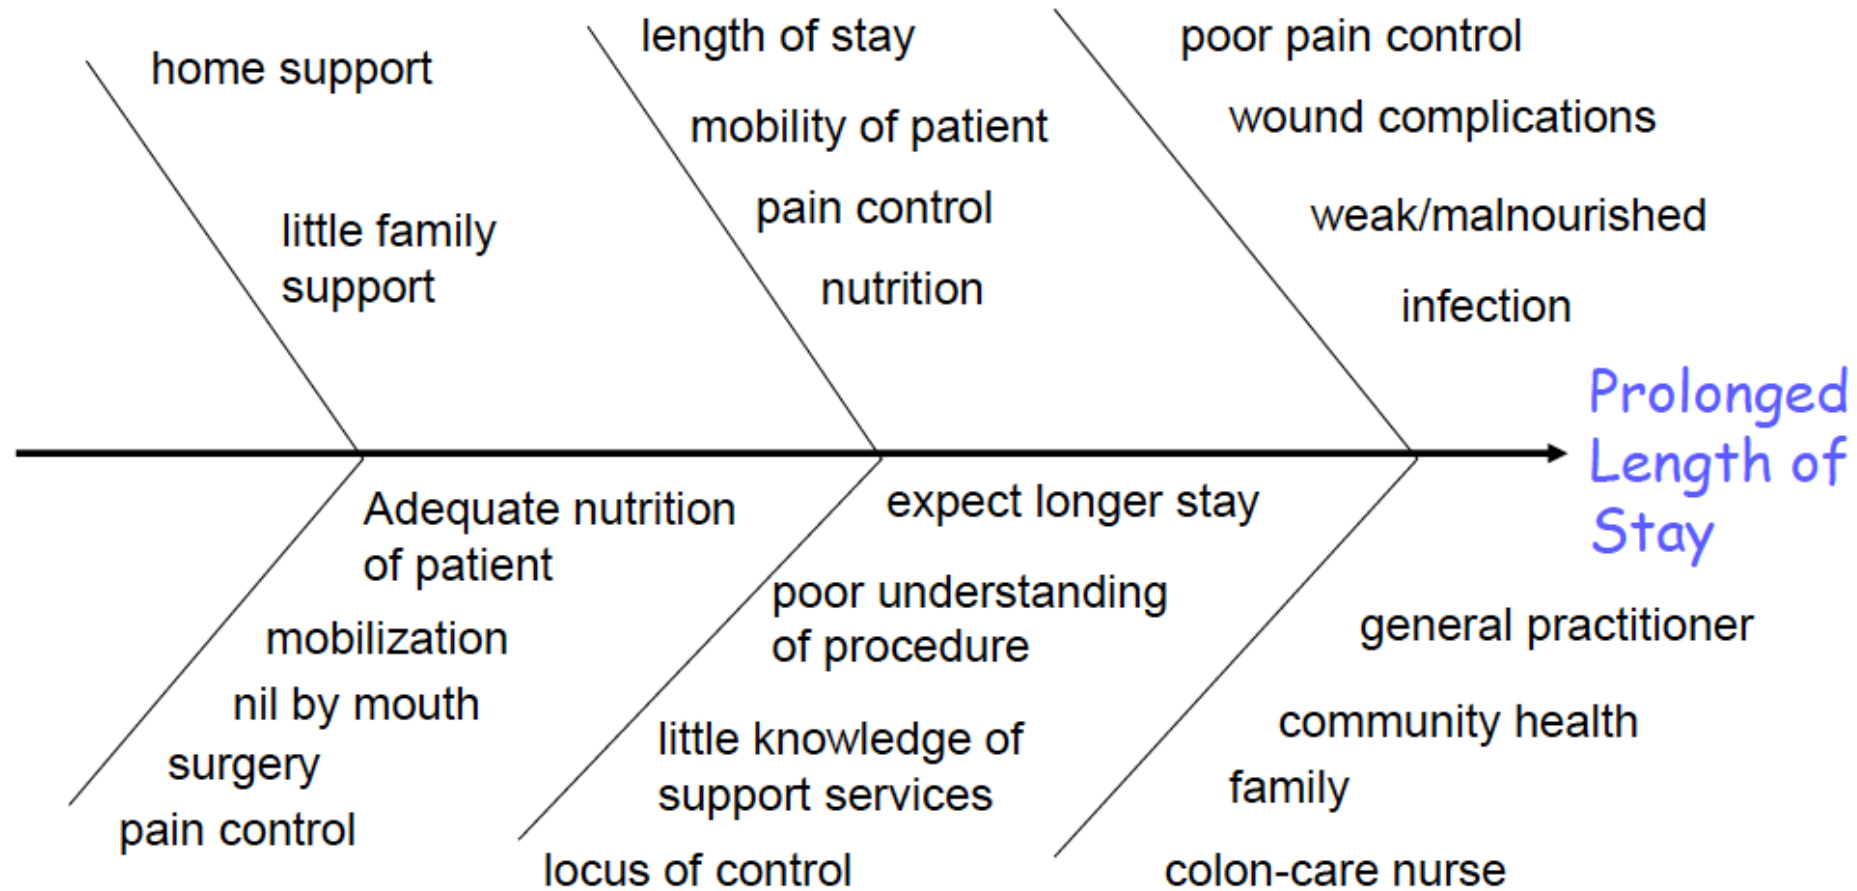 home support
little family
support
length of stay
mobility of patient
pain control
nutrition
poor pain control
wound complications
weak/malnourished
infection
Prolonged
Length of
Stay
Adequate nutrition
of patient
mobilization
nil by mouth
surgery
pain control
expect longer stay
poor understanding
of procedure
little knowledge of
support services
locus of control
general practitioner
community health
family
colon-care nurse